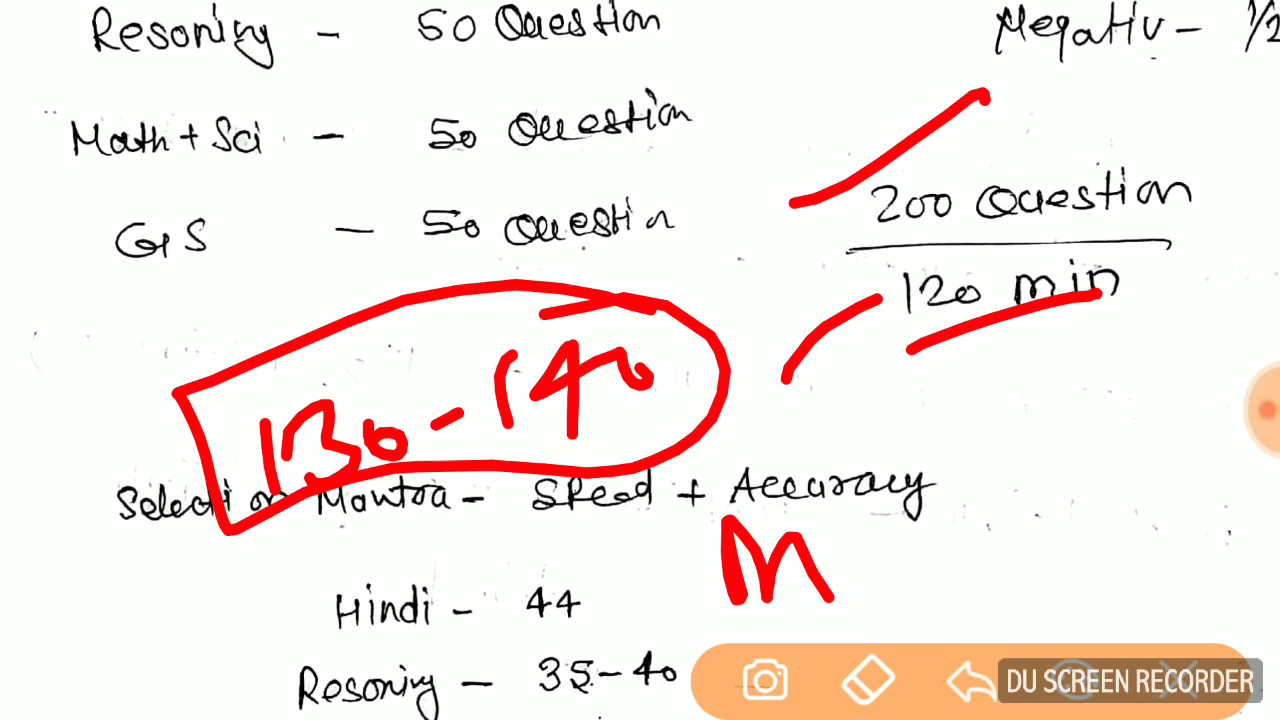 Resoning - 50 Question
Negativ - 1/2
Math + Sci - 50 Question
200 Question
GS - 50 Question
120 min
130 - 140
Selection Mantra - Speed + Accuracy
M
Hindi - 44
Resoning - 35-40
DU SCREEN RECORDER